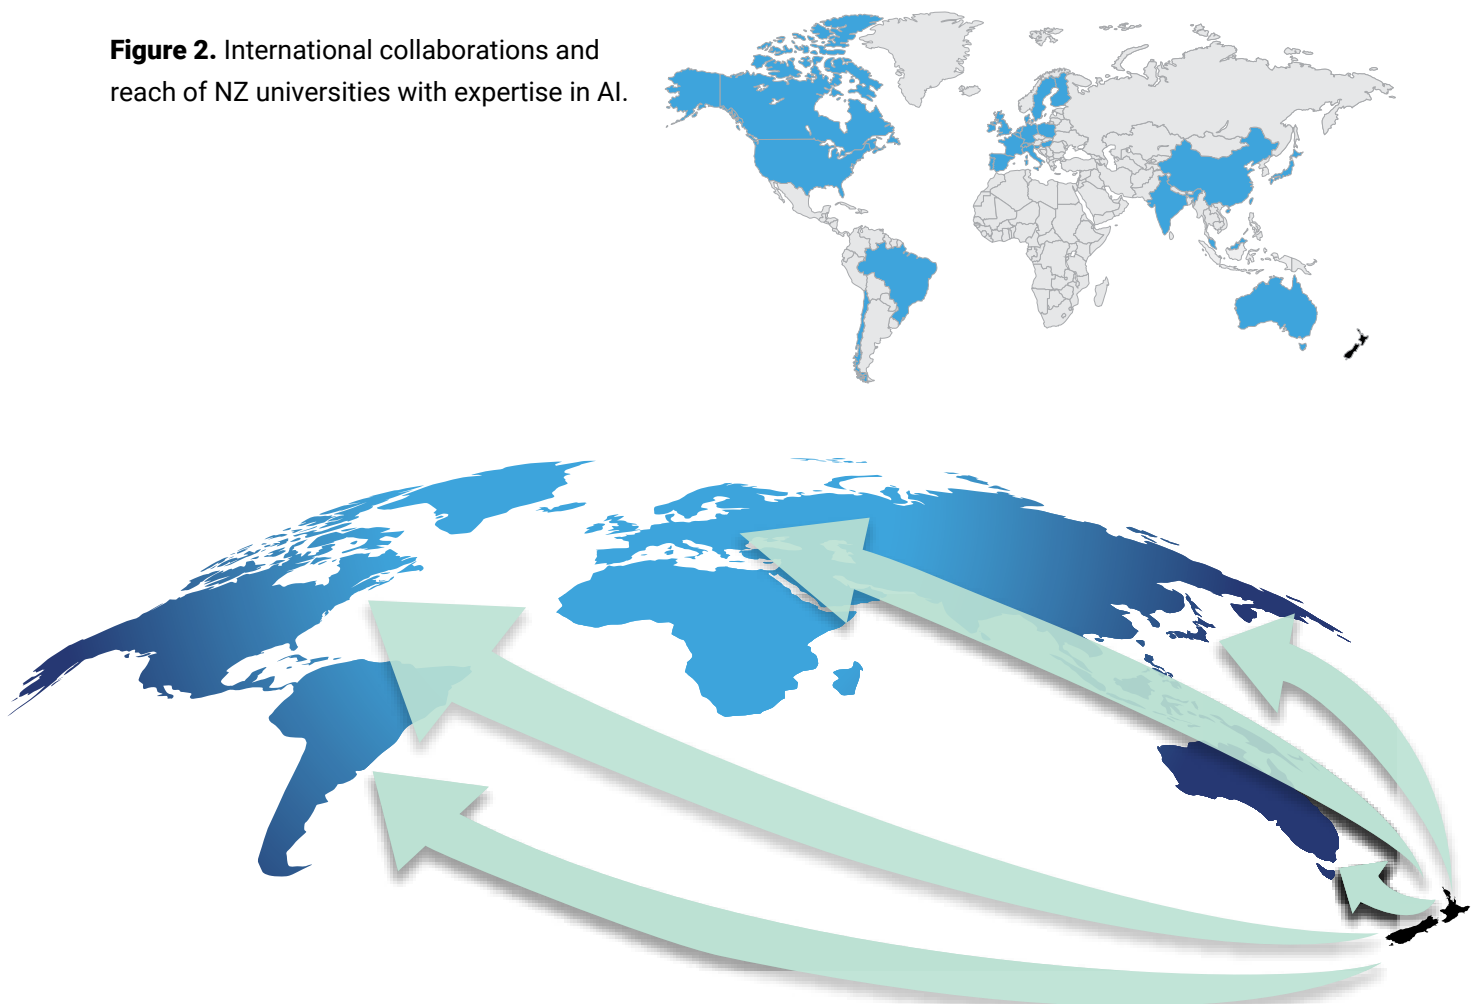 Figure 2. International collaborations and
reach of NZ universities with expertise in AI.